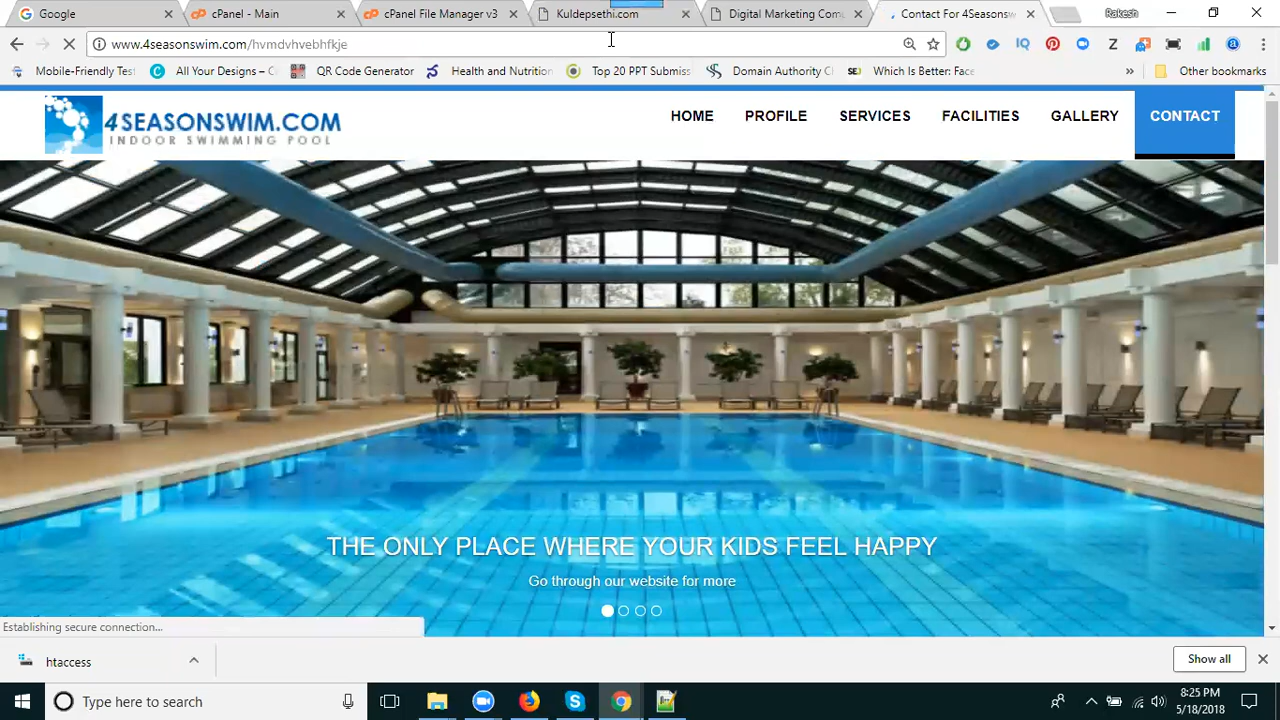 Google
cPanel - Main
cPanel File Manager v3
Kuldepsethi.com
Digital Marketing Com
Contact For 4Seasonsw
Rakesh
www.4seasonswim.com/hvmdvhvebhfkje
Mobile-Friendly Test
All Your Designs – C
QR Code Generator
Health and Nutrition
Top 20 PPT Submiss
Domain Authority Cl
Which Is Better: Face
»
Other bookmarks
4SEASONSWIM.COM
INDOOR SWIMMING POOL
HOME
PROFILE
SERVICES
FACILITIES
GALLERY
CONTACT
THE ONLY PLACE WHERE YOUR KIDS FEEL HAPPY
Go through our website for more
Establishing secure connection...
htaccess
Show all
Type here to search
8:25 PM
5/18/2018